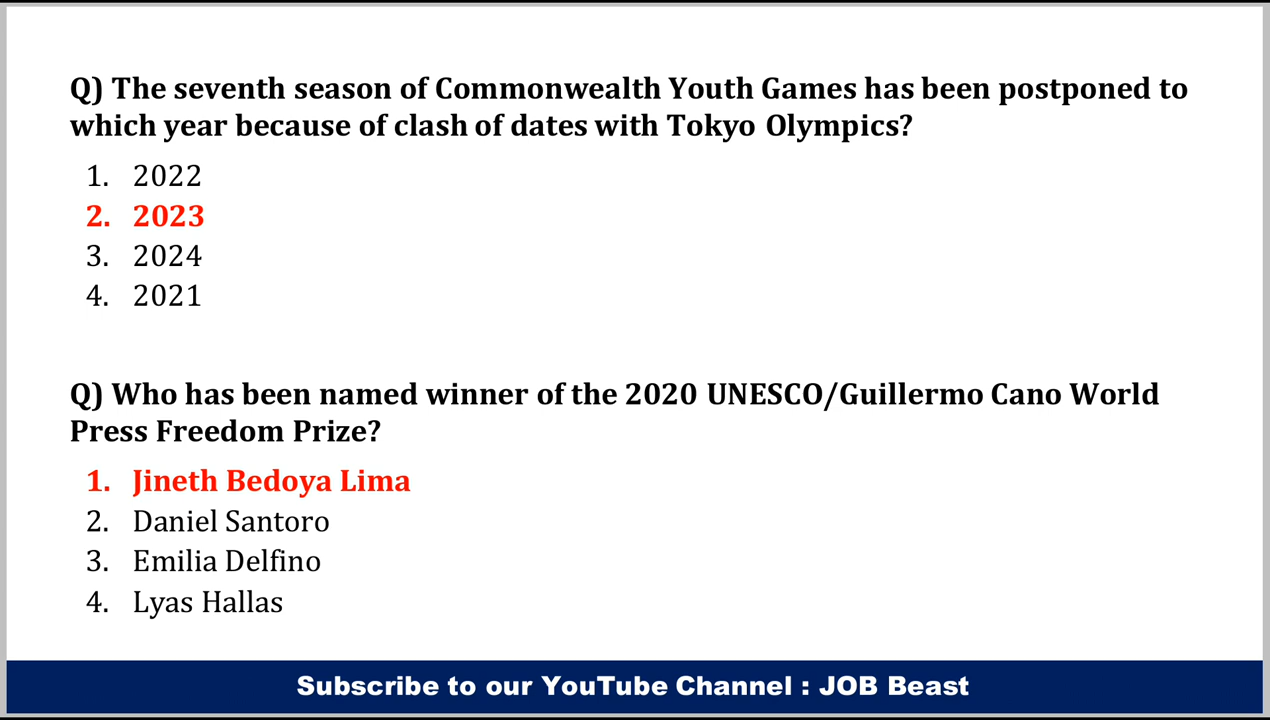 Q) The seventh season of Commonwealth Youth Games has been postponed to
which year because of clash of dates with Tokyo Olympics?
1. 2022
2. 2023
3. 2024
4. 2021
Q) Who has been named winner of the 2020 UNESCO/Guillermo Cano World
Press Freedom Prize?
1. Jineth Bedoya Lima
2. Daniel Santoro
3. Emilia Delfino
4. Lyas Hallas
Subscribe to our YouTube Channel : JOB Beast